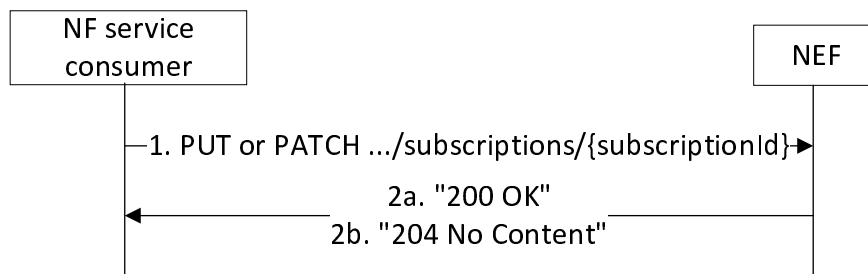 NF service
consumer
NEF
1. PUT or PATCH .../subscriptions/{subscriptionId}
2a. "200 OK"
2b. "204 No Content"